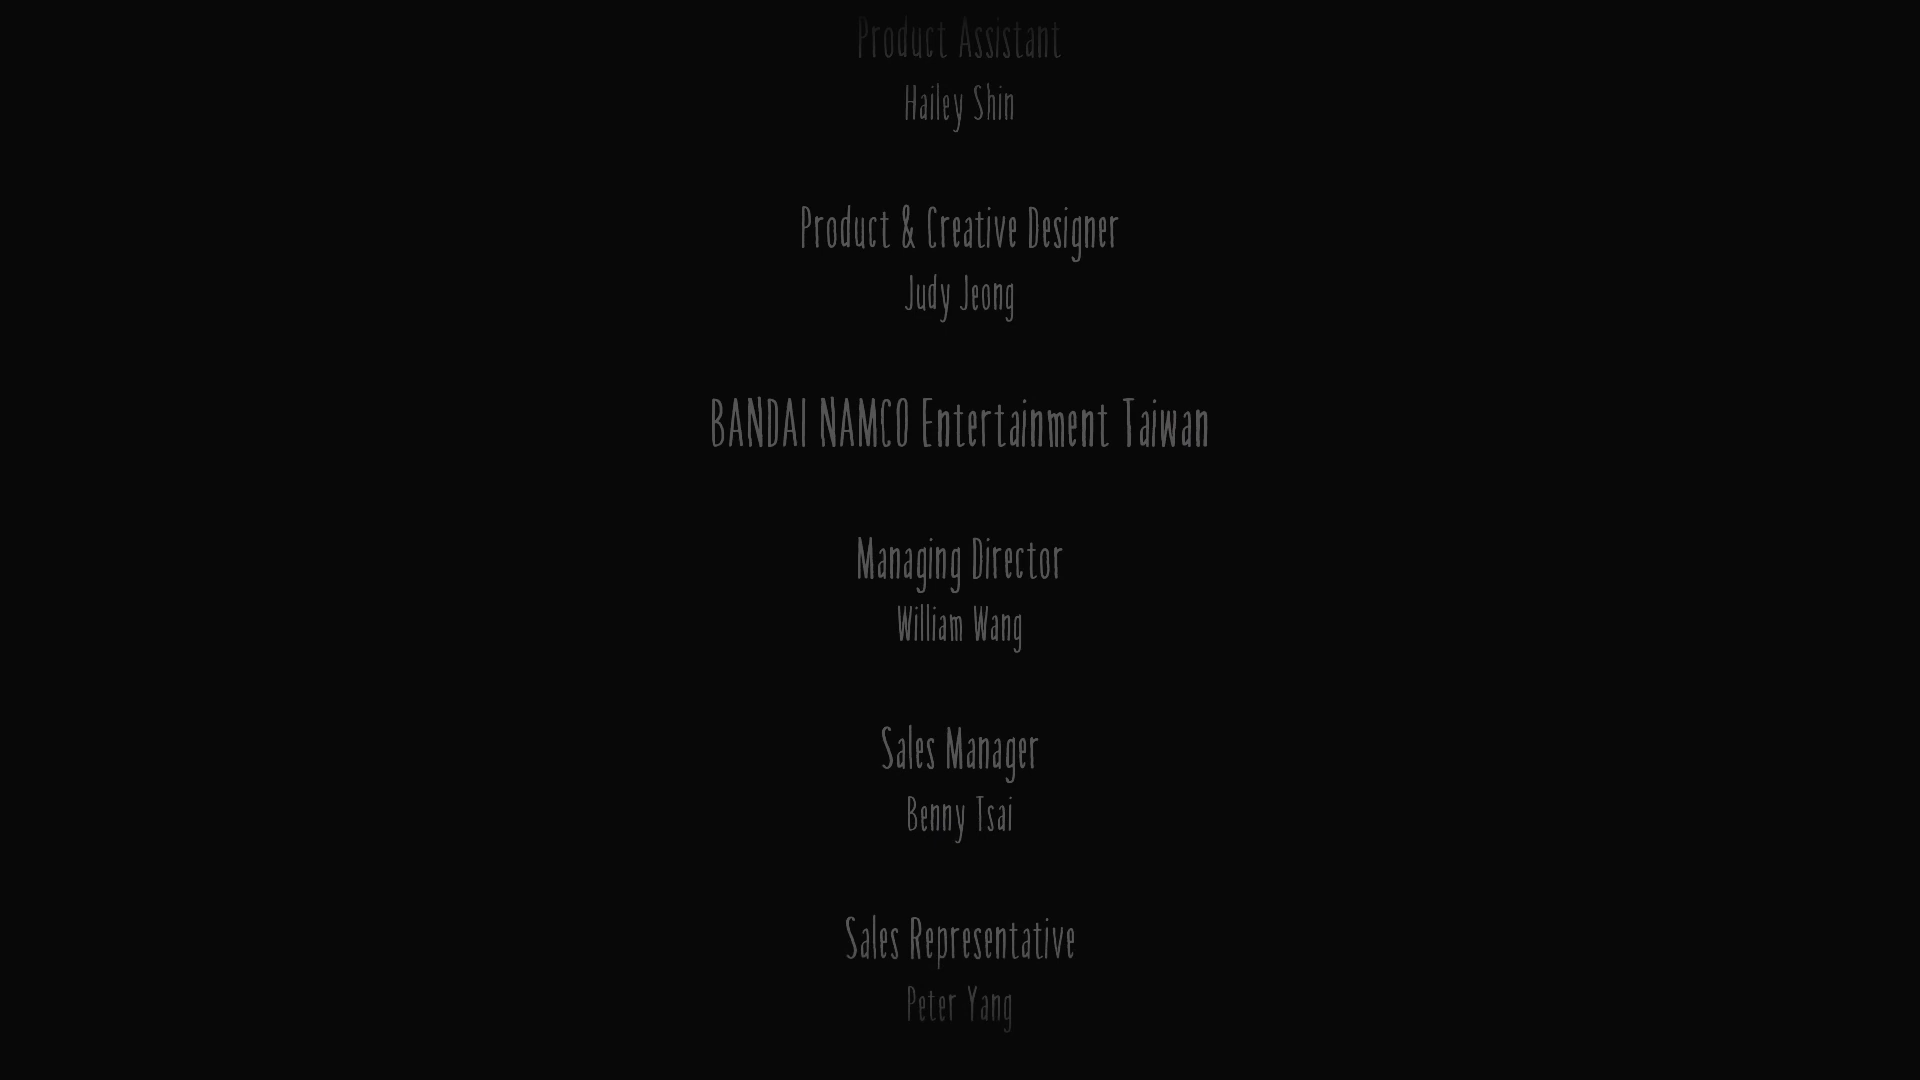 Product Assistant
Hailey Shin
Product & Creative Designer
Judy Jeong
BANDAI NAMCO Entertainment Taiwan
Managing Director
William Wang
Sales Manager
Benny Tsai
Sales Representative
Peter Yang